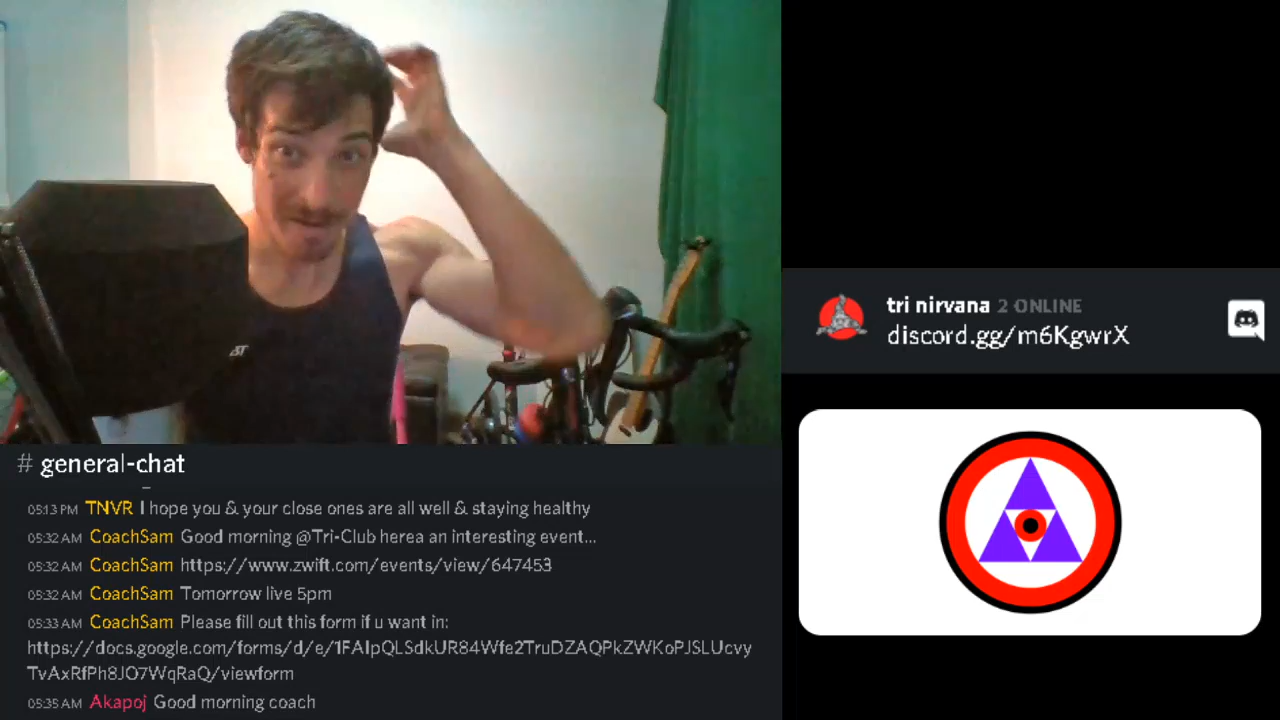 # general-chat
05:13 PM TNVR I hope you & your close ones are all well & staying healthy
05:32 AM CoachSam Good morning @Tri-Club herea an interesting event...
05:32 AM CoachSam https://www.zwift.com/events/view/647453
05:32 AM CoachSam Tomorrow live 5pm
05:33 AM CoachSam Please fill out this form if u want in:
https://docs.google.com/forms/d/e/1FAIpQLSdkUR84Wfe2TruDZAQPkZWKoPJSLUcvy
TvAxRfPh8JO7WqRaQ/viewform
05:35 AM Akapoj Good morning coach
tri nirvana 2 ONLINE
discord.gg/m6KgwrX